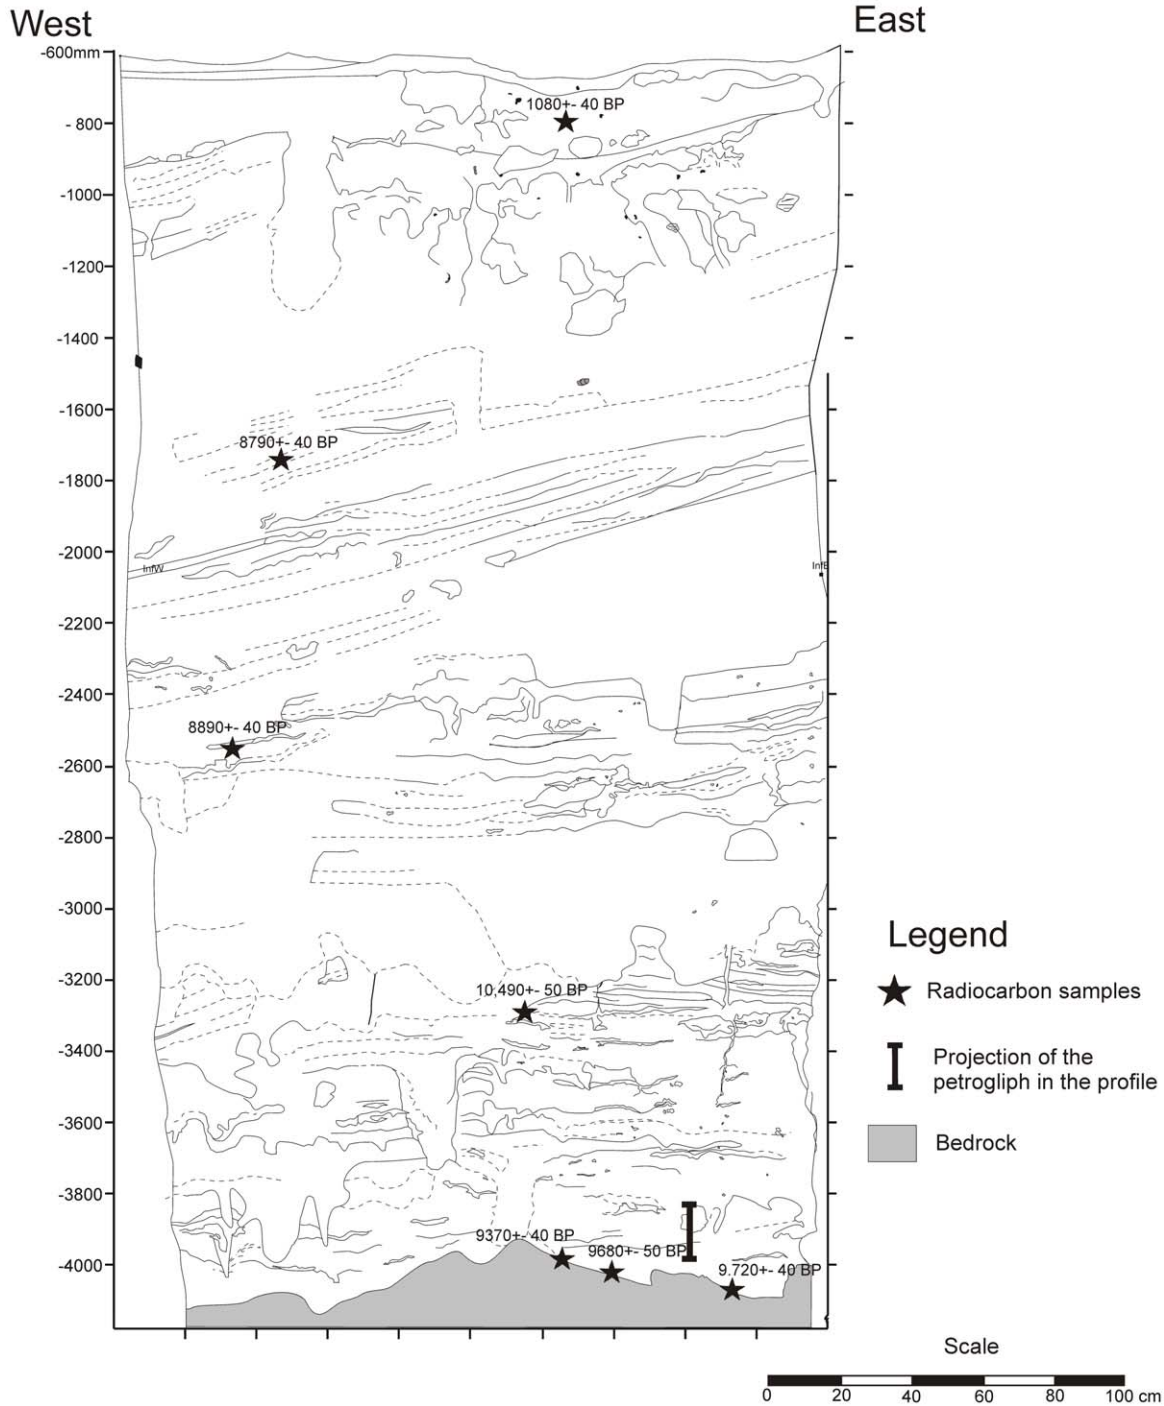 West
East
-600mm
- 800
-1000
-1200
-1400
-1600
-1800
-2000
-2200
-2400
-2600
-2800
-3000
-3200
-3400
-3600
-3800
-4000
1080+- 40 BP
8790+- 40 BP
InfW
InfE
8890+- 40 BP
10,490+- 50 BP
9370+- 40 BP
9680+- 50 BP
9.720+- 40 BP
Legend
Radiocarbon samples
Projection of the
petrogliph in the profile
Bedrock
Scale
0 20 40 60 80 100 cm